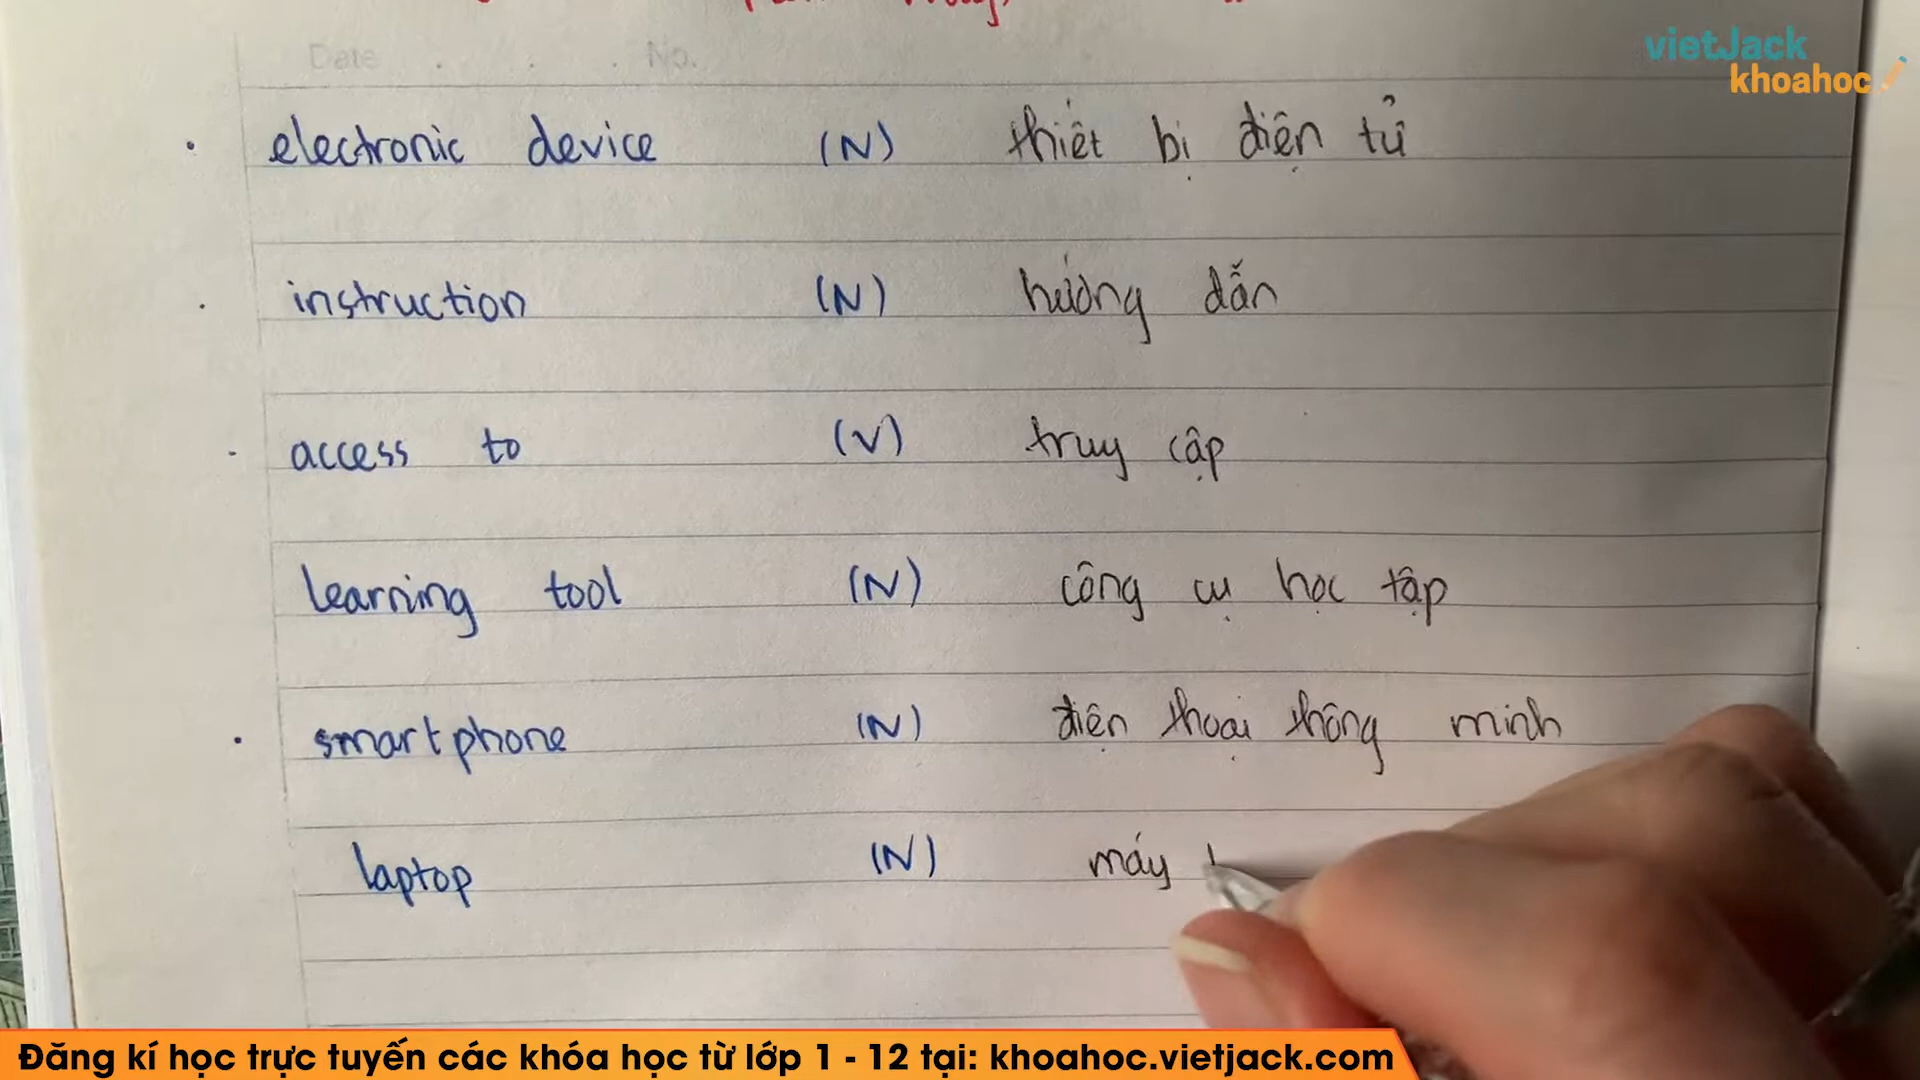 vietJack
khoahoc
Date . . . No.
electronic device (N) thiết bị điện tử
instruction (N) hướng dẫn
access to (V) truy cập
learning tool (N) công cụ học tập
smartphone (N) điện thoại thông minh
laptop (N) máy
Đăng kí học trực tuyến các khóa học từ lớp 1 - 12 tại: khoahoc.vietjack.com